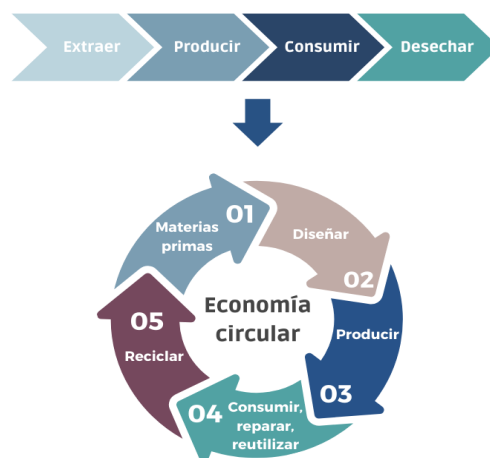 Extraer
Producir
Consumir
Desechar
01
Materias
primas
Diseñar
02
Producir
03
04
Consumir,
reparar,
reutilizar
05
Reciclar
Economía
circular